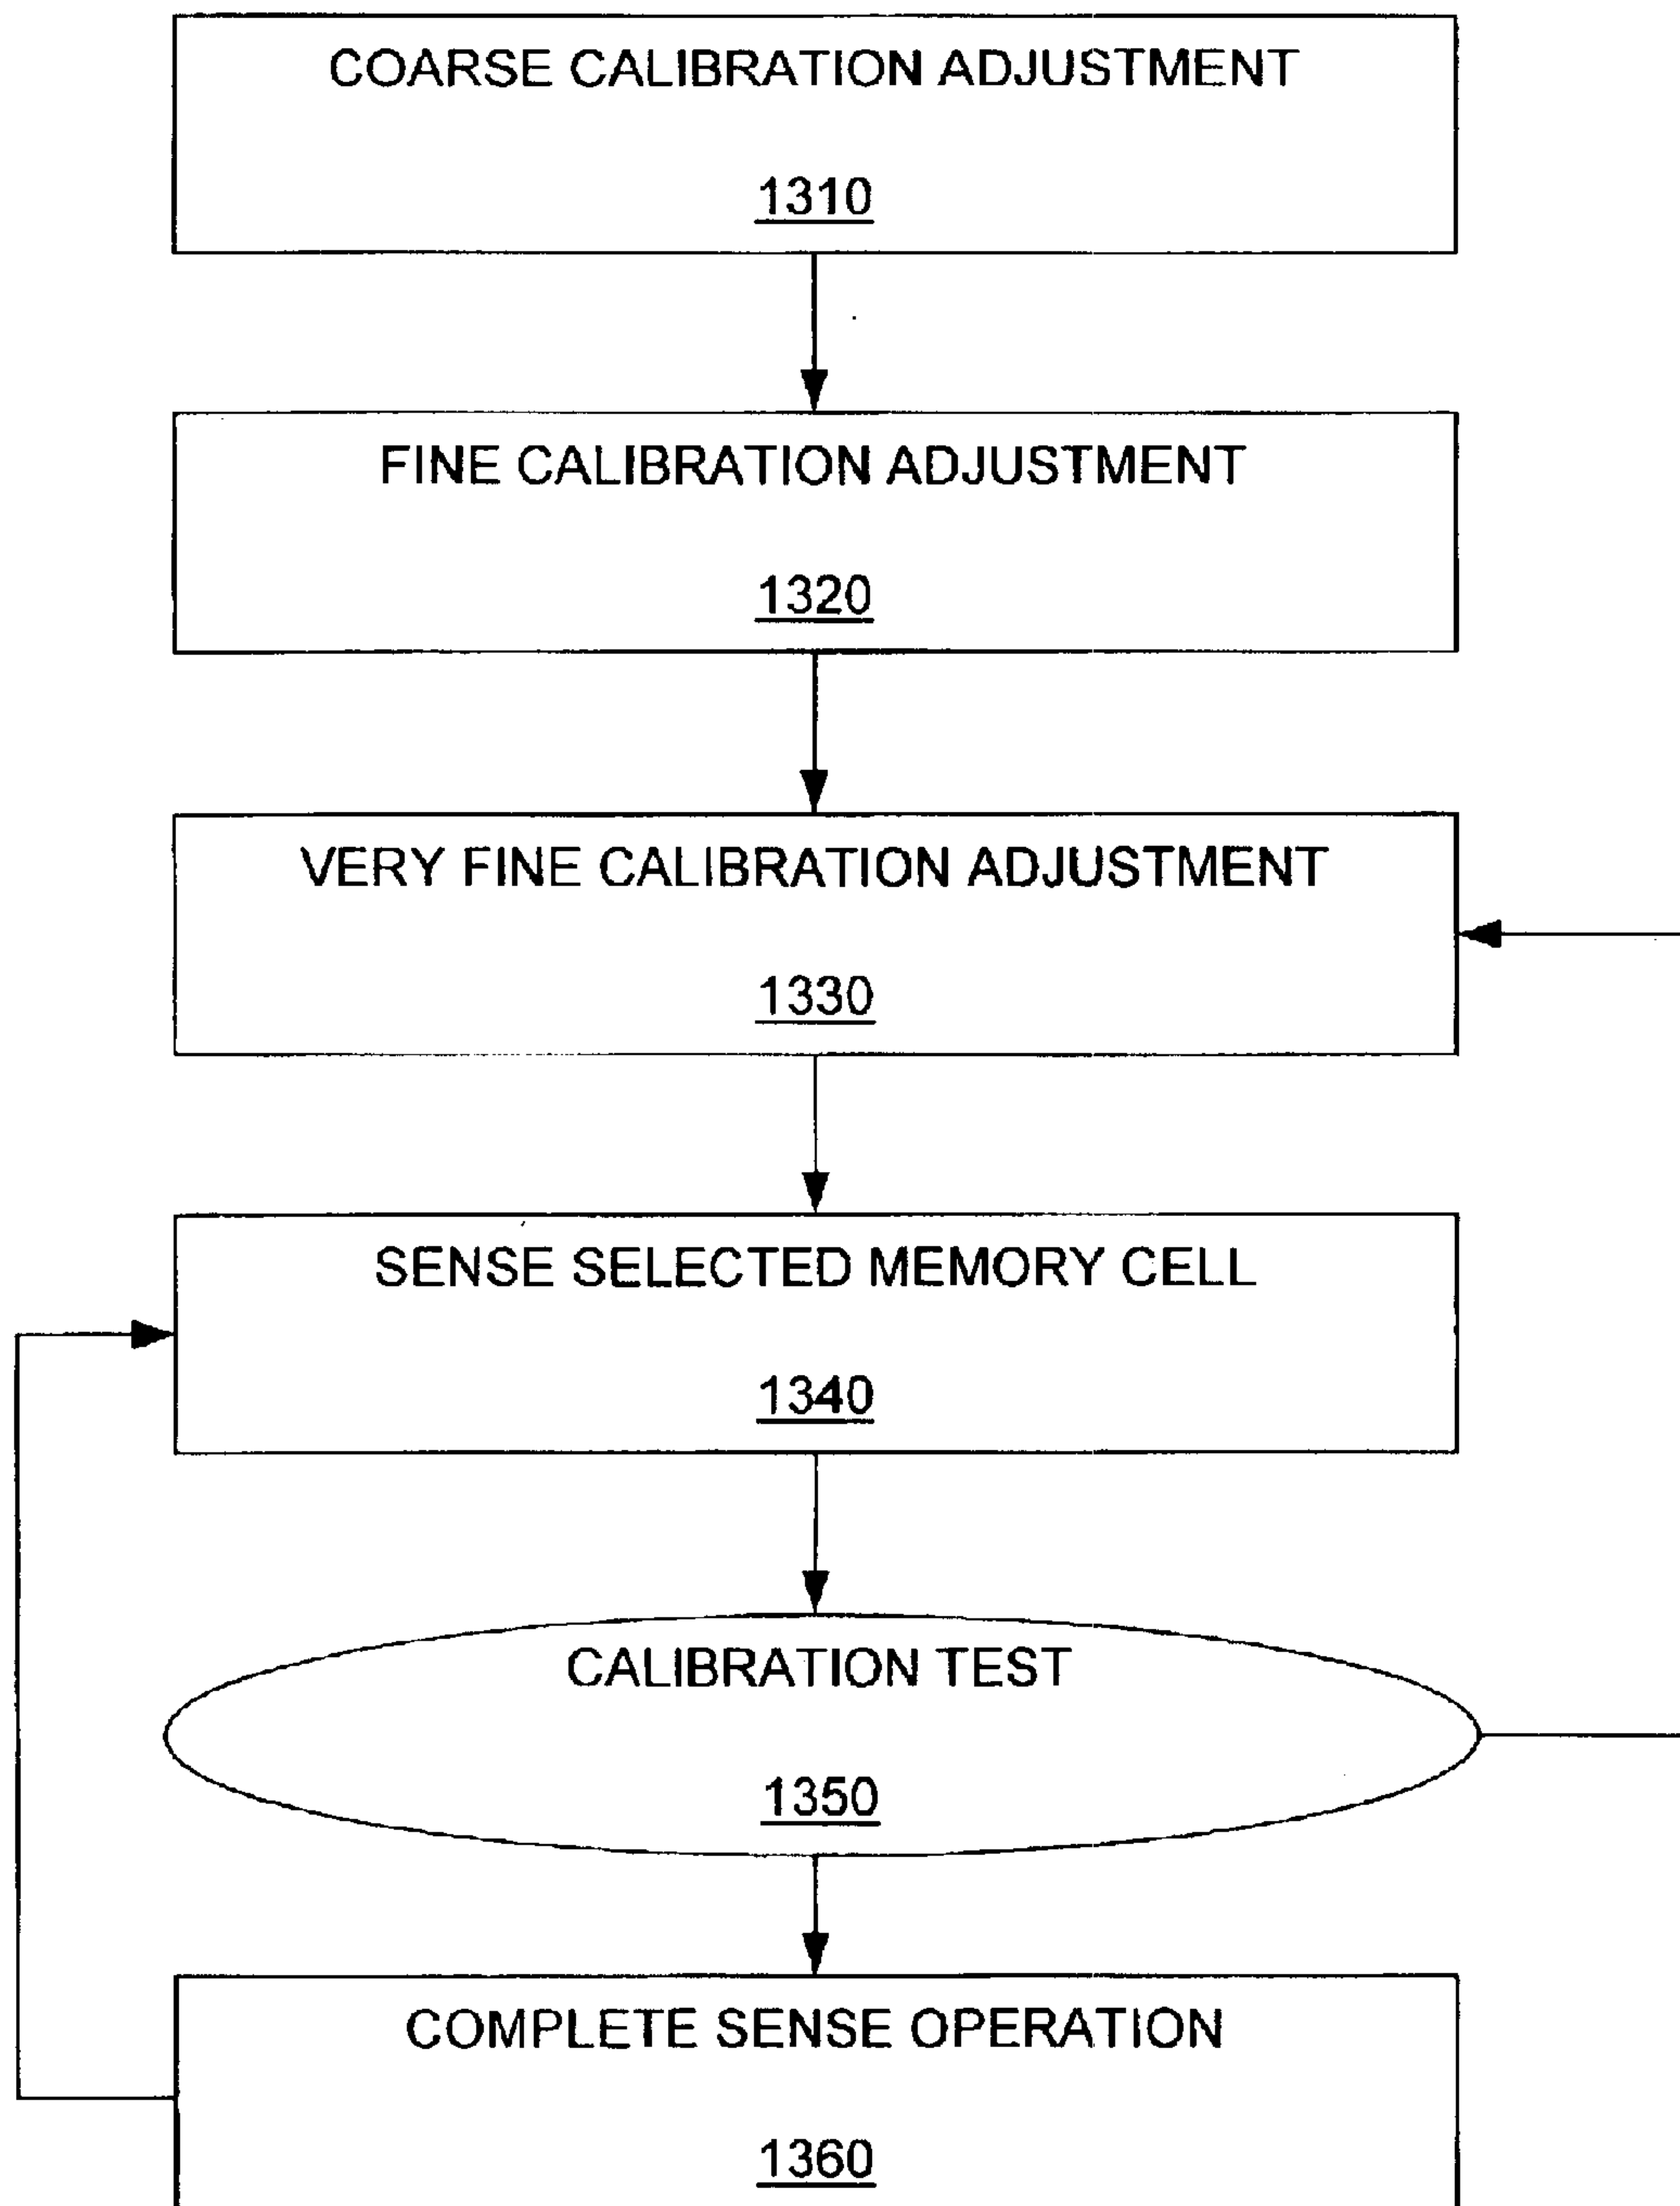 COARSE CALIBRATION ADJUSTMENT
1310
FINE CALIBRATION ADJUSTMENT
1320
VERY FINE CALIBRATION ADJUSTMENT
1330
SENSE SELECTED MEMORY CELL
1340
CALIBRATION TEST
1350
COMPLETE SENSE OPERATION
1360